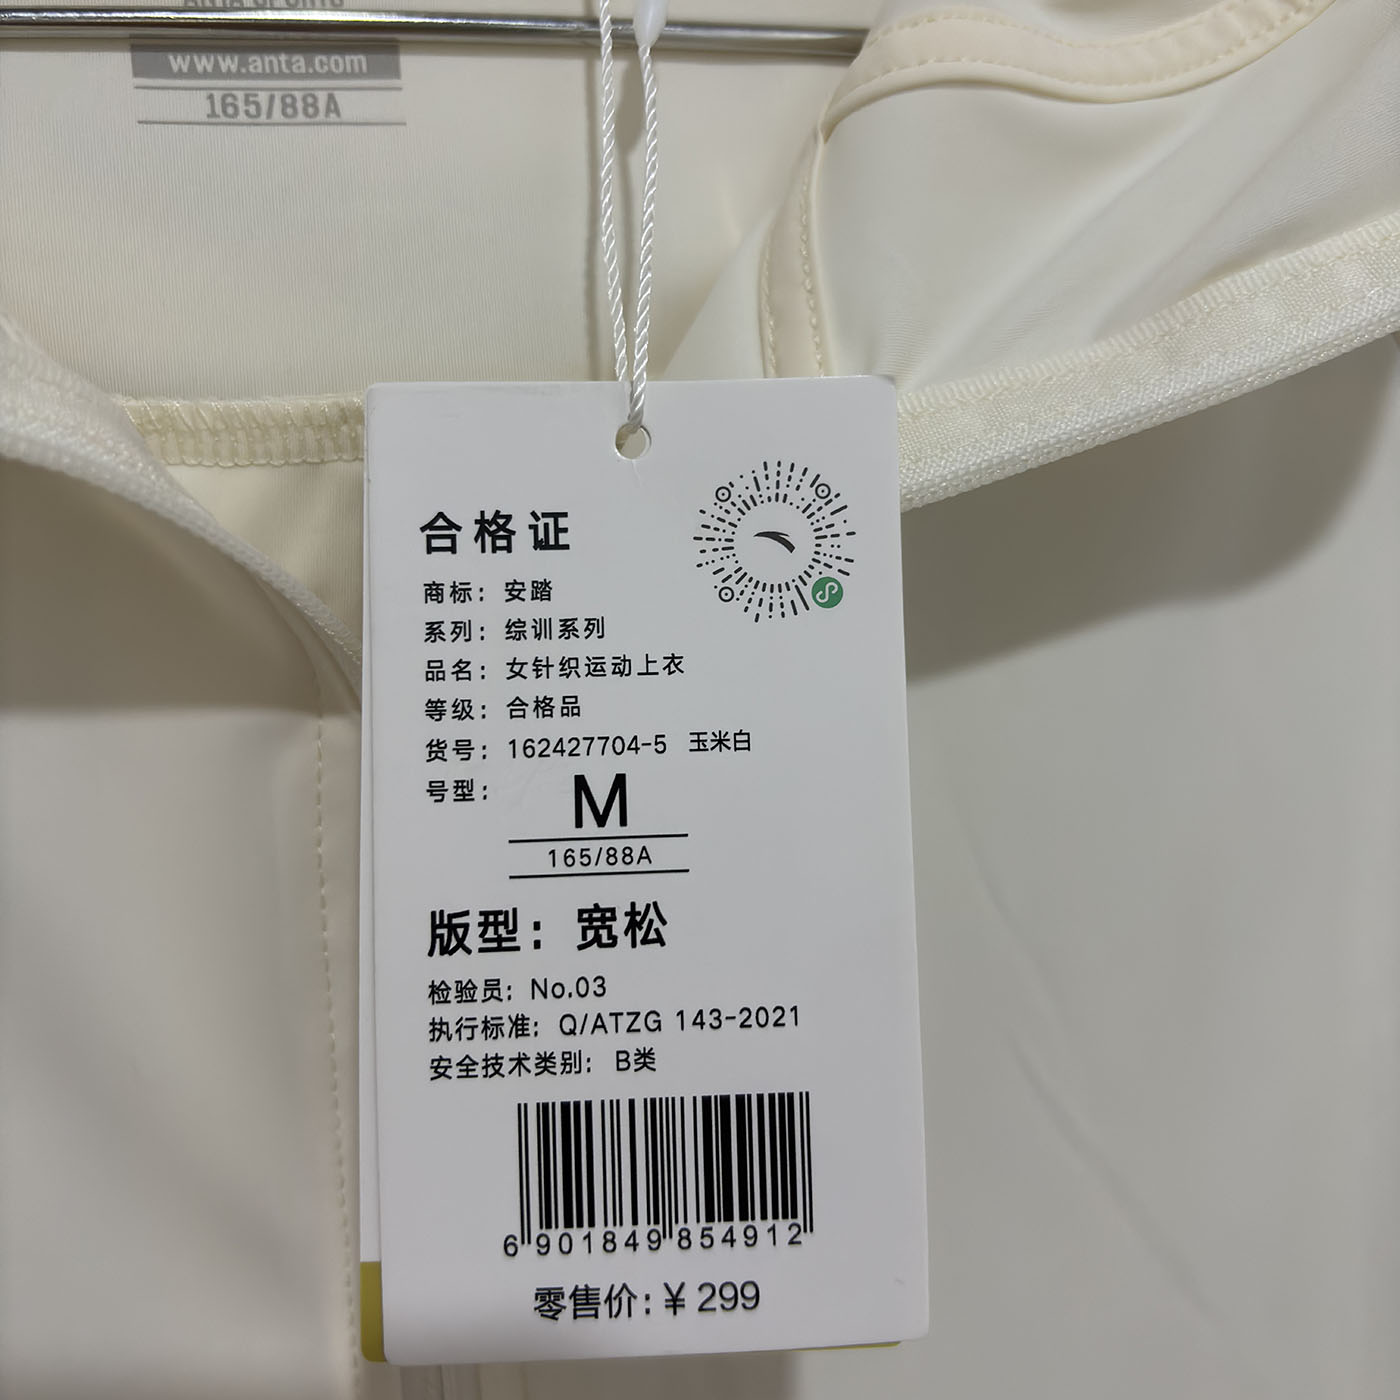 www.anta.com
165/88A
合格证
商标：安踏
系列：综训系列
品名：女针织运动上衣
等级：合格品
货号：162427704-5 玉米白
号型：
M
165/88A
版型：宽松
检验员：No.03
执行标准：Q/ATZG 143-2021
安全技术类别：B类
6 901849 854912
零售价：¥ 299